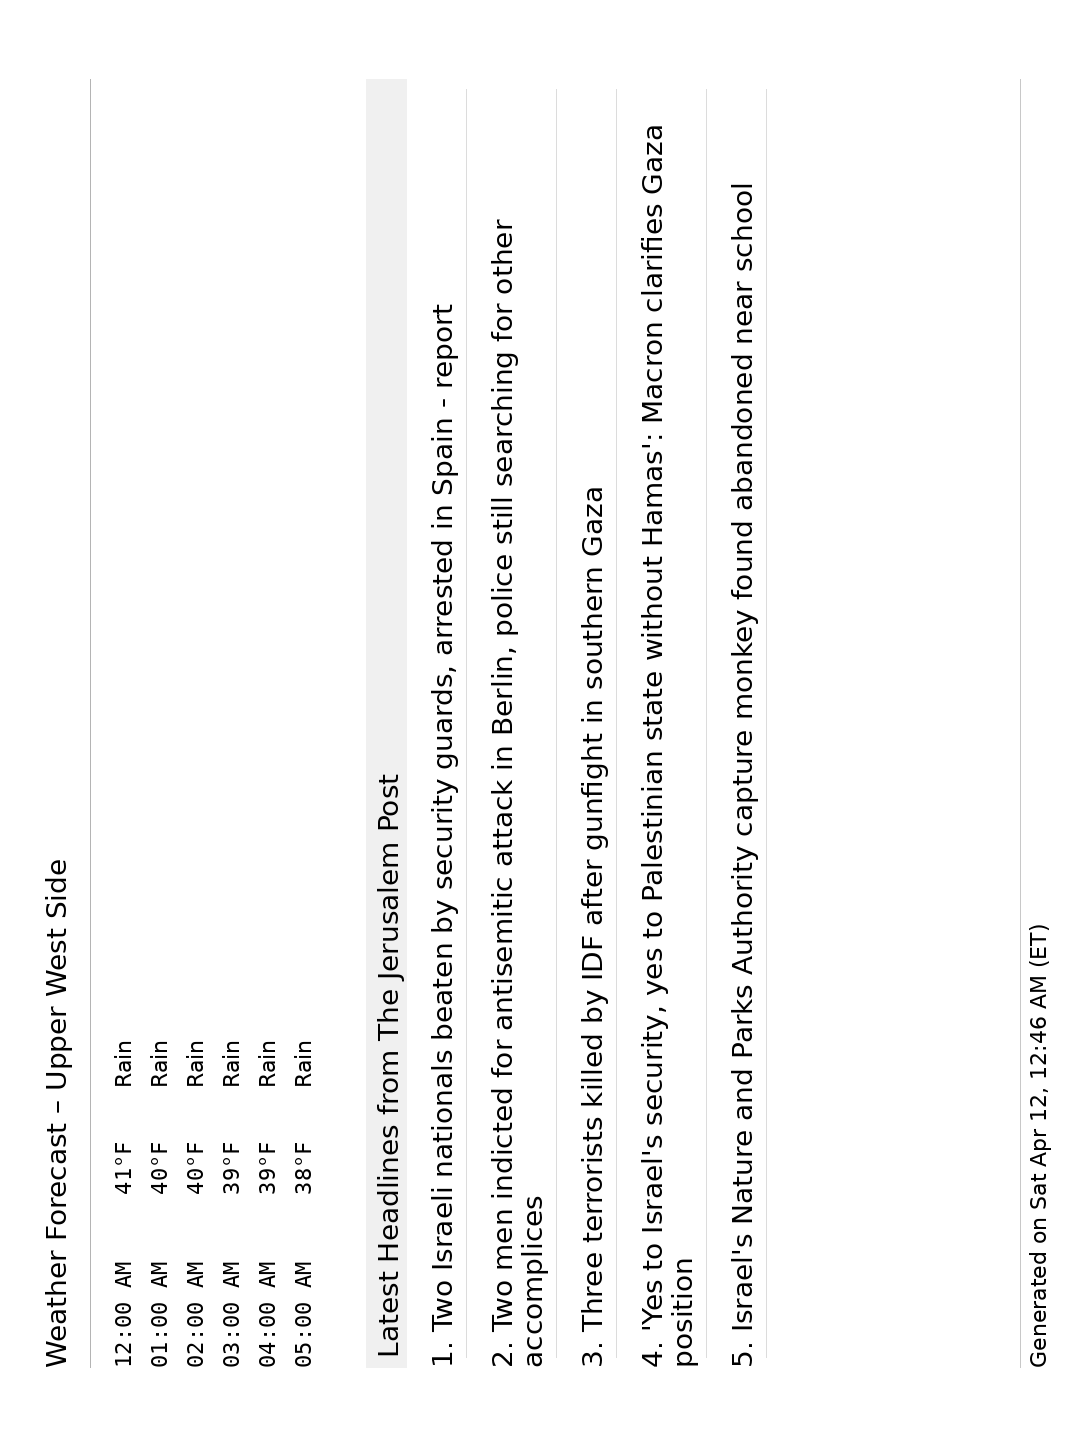 Weather Forecast – Upper West Side
12:00 AM 41°F Rain
01:00 AM 40°F Rain
02:00 AM 40°F Rain
03:00 AM 39°F Rain
04:00 AM 39°F Rain
05:00 AM 38°F Rain
Latest Headlines from The Jerusalem Post
1. Two Israeli nationals beaten by security guards, arrested in Spain - report
2. Two men indicted for antisemitic attack in Berlin, police still searching for other
accomplices
3. Three terrorists killed by IDF after gunfight in southern Gaza
4. 'Yes to Israel's security, yes to Palestinian state without Hamas': Macron clarifies Gaza
position
5. Israel's Nature and Parks Authority capture monkey found abandoned near school
Generated on Sat Apr 12, 12:46 AM (ET)